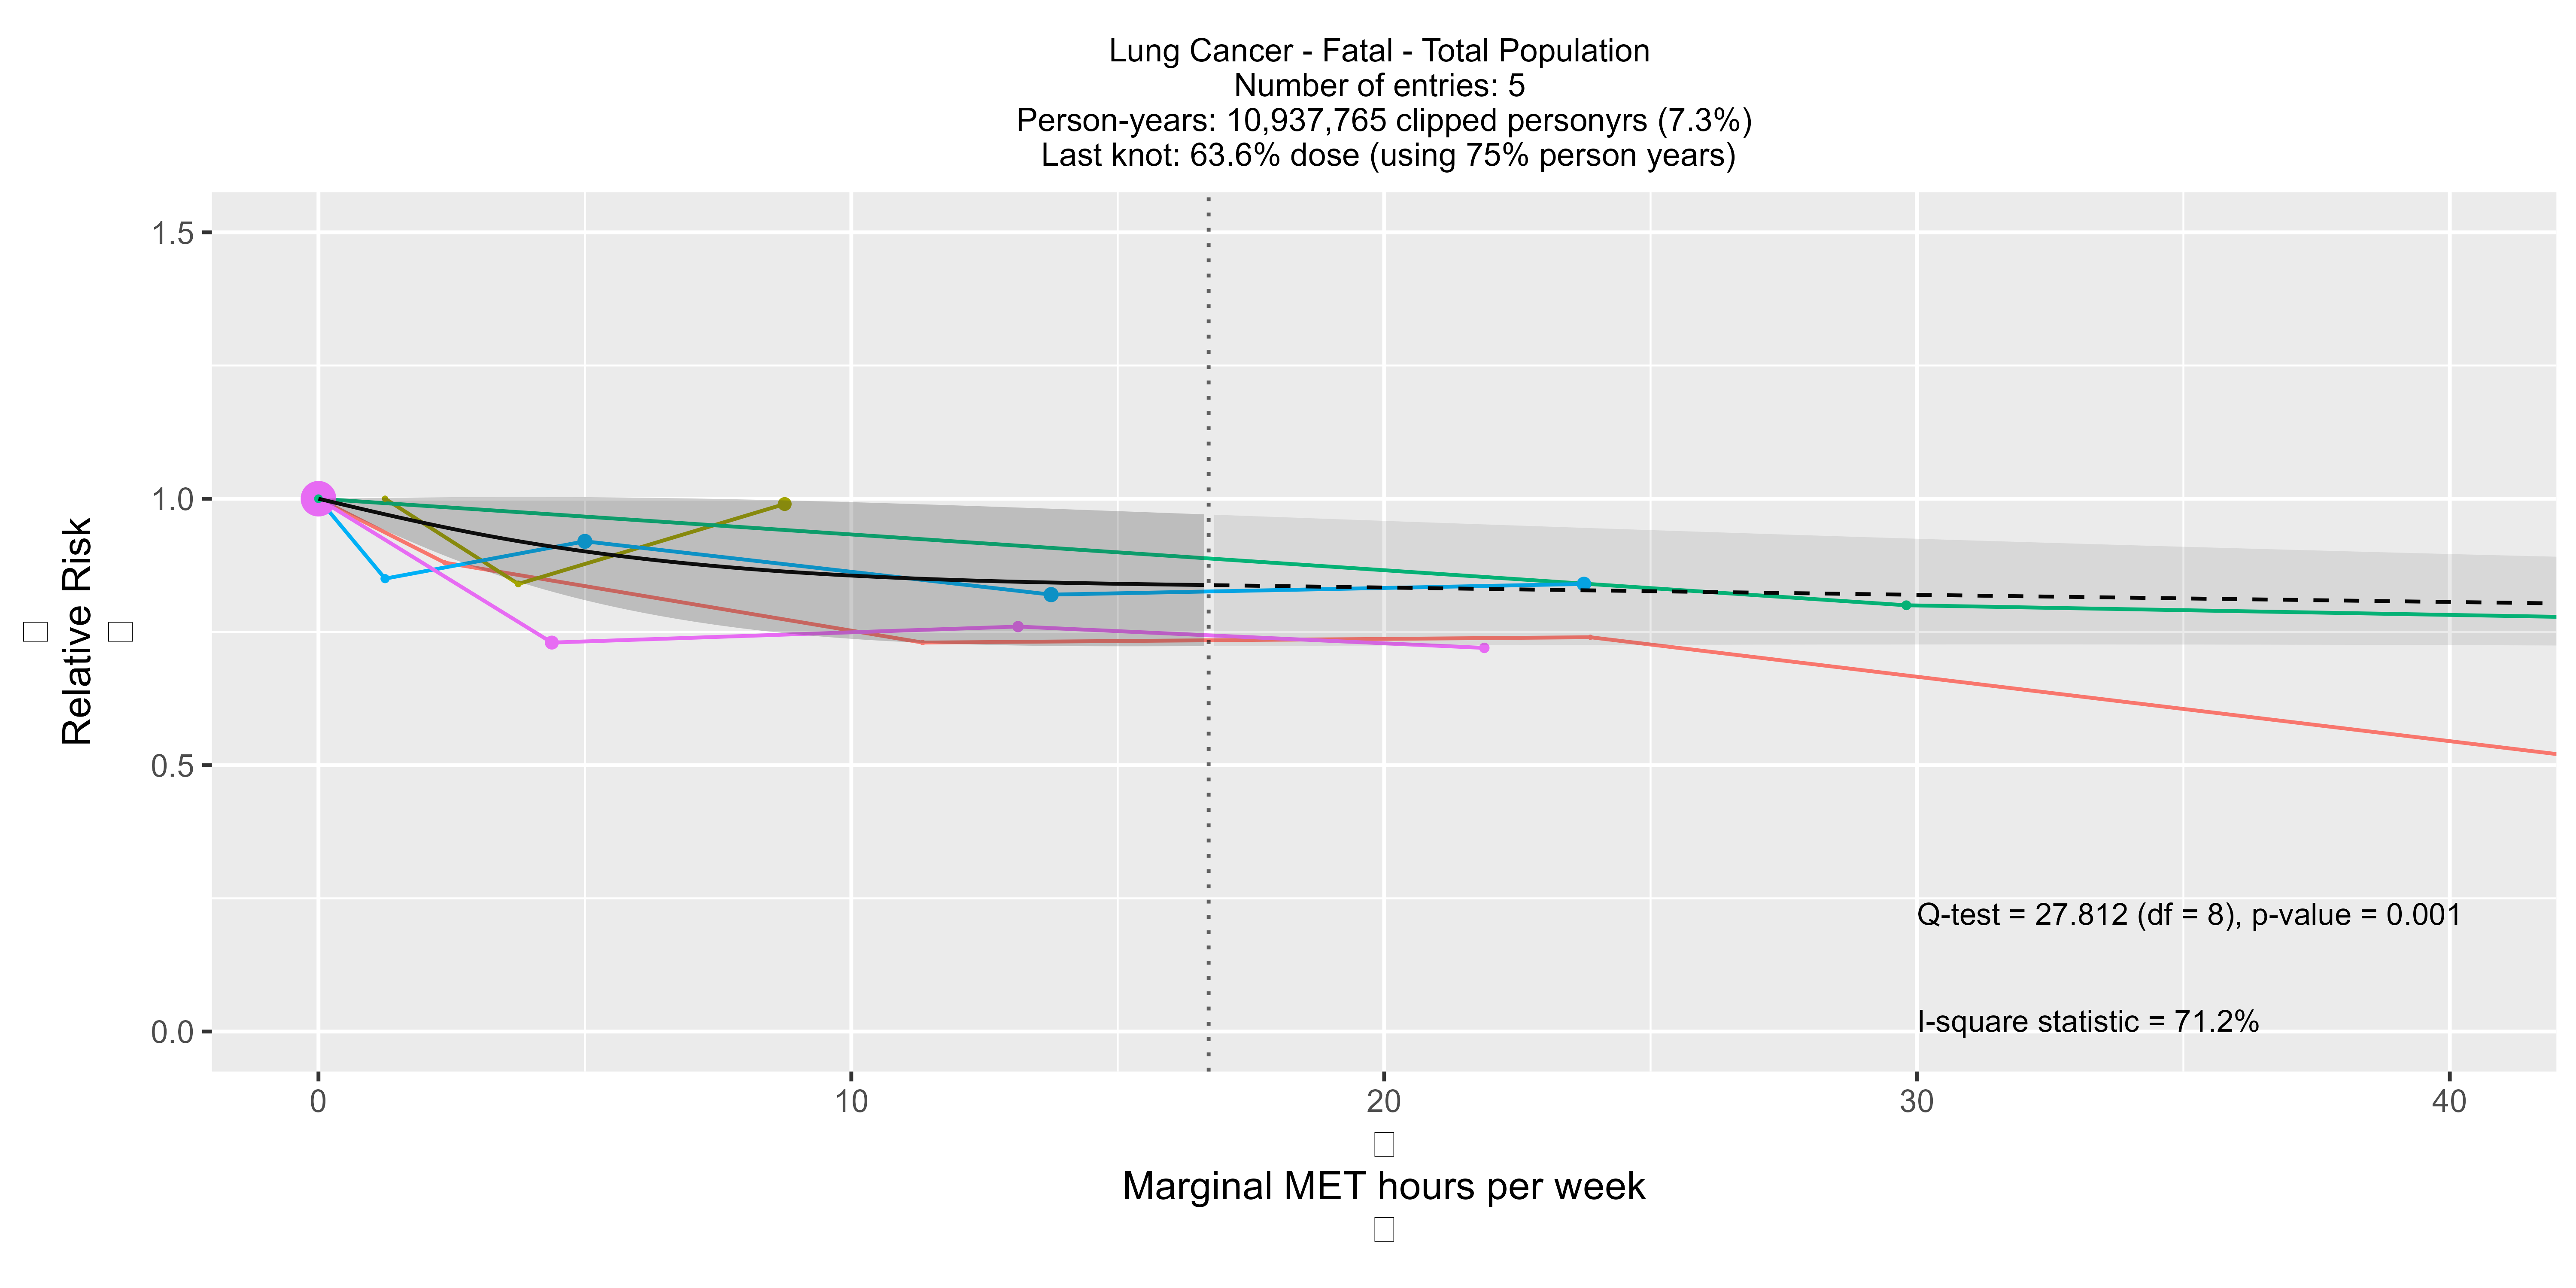 Lung Cancer - Fatal - Total Population
Number of entries: 5
Person-years: 10,937,765 clipped personyrs (7.3%)
Last knot: 63.6% dose (using 75% person years)
1.5
1.0
0.5
0.0
Relative Risk
Q-test = 27.812 (df = 8), p-value = 0.001
I-square statistic = 71.2%
0 10 20 30 40
Marginal MET hours per week